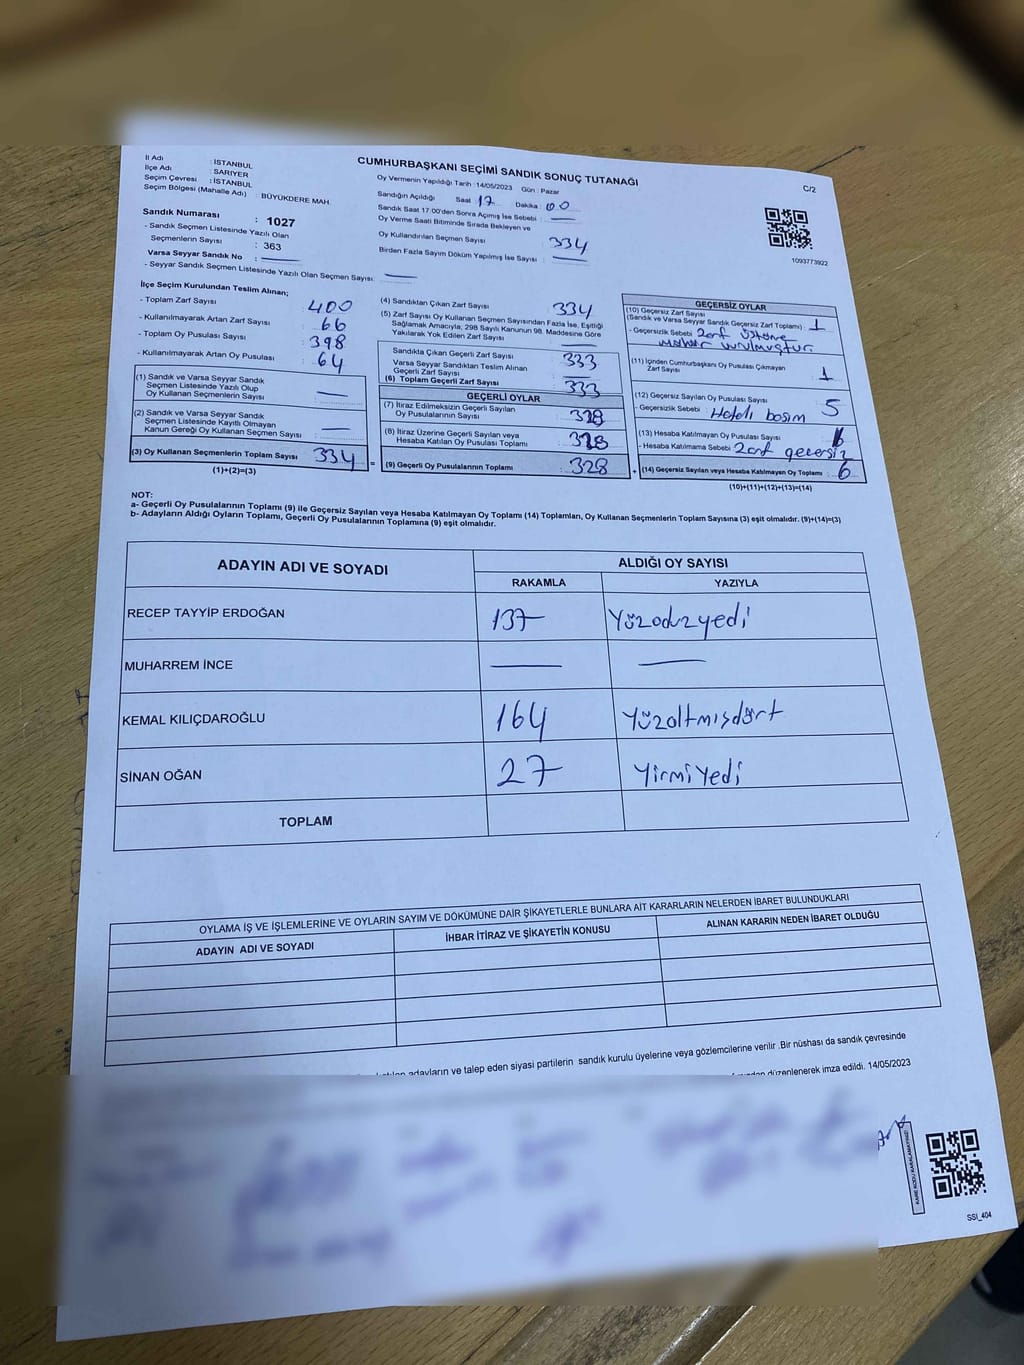 CUMHURBAŞKANI SEÇİMİ SANDIK SONUÇ TUTANAĞI
C/2
İl Adı : İSTANBUL
İlçe Adı : SARIYER
Seçim Çevresi : İSTANBUL
Seçim Bölgesi (Mahalle Adı) : BÜYÜKDERE MAH.
Sandık Numarası : 1027
- Sandık Seçmen Listesinde Yazılı Olan
Seçmenlerin Sayısı : 363
Varsa Seyyar Sandık No :
- Seyyar Sandık Seçmen Listesinde Yazılı Olan Seçmen Sayısı:
Oy Vermenin Yapıldığı Tarih : 14/05/2023 Gün : Pazar
Sandığın Açıldığı Saat 17 Dakika : 00
Sandık Saat 17:00'den Sonra Açımış İse Sebebi :
Oy Verme Saati Bitiminde Sırada Bekleyen ve
Oy Kullandırılan Seçmen Sayısı 334
Birden Fazla Sayım Döküm Yapılmış İse Sayısı :
1093773922
İlçe Seçim Kurulundan Teslim Alınan;
- Toplam Zarf Sayısı 400
- Kullanılmayarak Artan Zarf Sayısı : 66
- Toplam Oy Pusulası Sayısı : 398
- Kullanılmayarak Artan Oy Pusulası : 64
(1) Sandık ve Varsa Seyyar Sandık
Seçmen Listesinde Yazılı Olup
Oy Kullanan Seçmenlerin Sayısı :
(2) Sandık ve Varsa Seyyar Sandık
Seçmen Listesinde Kayıtlı Olmayan
Kanun Gereği Oy Kullanan Seçmen Sayısı :
(3) Oy Kullanan Seçmenlerin Toplam Sayısı : 334 =
(1)+(2)=(3)
(4) Sandıktan Çıkan Zarf Sayısı 334
(5) Zarf Sayısı Oy Kullanan Seçmen Sayısından Fazla İse, Eşitliği
Sağlamak Amacıyla, 298 Sayılı Kanunun 98. Maddesine Göre
Yakılarak Yok Edilen Zarf Sayısı :
Sandıkta Çıkan Geçerli Zarf Sayısı : 333
Varsa Seyyar Sandıktan Teslim Alınan
Geçerli Zarf Sayısı :
(6) Toplam Geçerli Zarf Sayısı : 333
GEÇERLİ OYLAR
(7) İtiraz Edilmeksizin Geçerli Sayılan
Oy Pusulalarının Sayısı : 328
(8) İtiraz Üzerine Geçerli Sayılan veya
Hesaba Katılan Oy Pusulası Toplamı : 328
(9) Geçerli Oy Pusulalarının Toplamı : 328 +
GEÇERSİZ OYLAR
(10) Geçersiz Zarf Sayısı
(Sandık ve Varsa Seyyar Sandık Geçersiz Zarf Toplamı) : 1
- Geçersizlik Sebebi : Zarf üstüne
mühür vurulmuştur.
(11) İçinden Cumhurbaşkanı Oy Pusulası Çıkmayan
Zarf Sayısı : 1
(12) Geçersiz Sayılan Oy Pusulası Sayısı : 5
- Geçersizlik Sebebi : Hatalı basım
(13) Hesaba Katılmayan Oy Pusulası Sayısı
- Hesaba Katılmama Sebebi : Zarf geçersiz
(14) Geçersiz Sayılan veya Hesaba Katılmayan Oy Toplamı : 6
(10)+(11)+(12)+(13)=(14)
NOT:
a- Geçerli Oy Pusulalarının Toplamı (9) ile Geçersiz Sayılan veya Hesaba Katılmayan Oy Toplamı (14) Toplamları, Oy Kullanan Seçmenlerin Toplam Sayısına (3) eşit olmalıdır. (9)+(14)=(3)
b- Adayların Aldığı Oyların Toplamı, Geçerli Oy Pusulalarının Toplamına (9) eşit olmalıdır.
ADAYIN ADI VE SOYADI ALDIĞI OY SAYISI
RAKAMLA YAZIYLA
RECEP TAYYİP ERDOĞAN 137 Yüzotuzyedi
MUHARREM İNCE
KEMAL KILIÇDAROĞLU 164 Yüzaltmışdört
SİNAN OĞAN 27 YirmiYedi
TOPLAM
OYLAMA İŞ VE İŞLEMLERİNE VE OYLARIN SAYIM VE DÖKÜMÜNE DAİR ŞİKAYETLERLE BUNLARA AİT KARARLARIN NELERDEN İBARET BULUNDUKLARI
ADAYIN ADI VE SOYADI İHBAR İTİRAZ VE ŞİKAYETİN KONUSU ALINAN KARARIN NEDEN İBARET OLDUĞU
adayların ve talep eden siyasi partilerin sandık kurulu üyelerine veya gözlemcilerine verilir .Bir nüshası da sandık çevresinde
düzenlenerek imza edildi. 14/05/2023
SSI_404